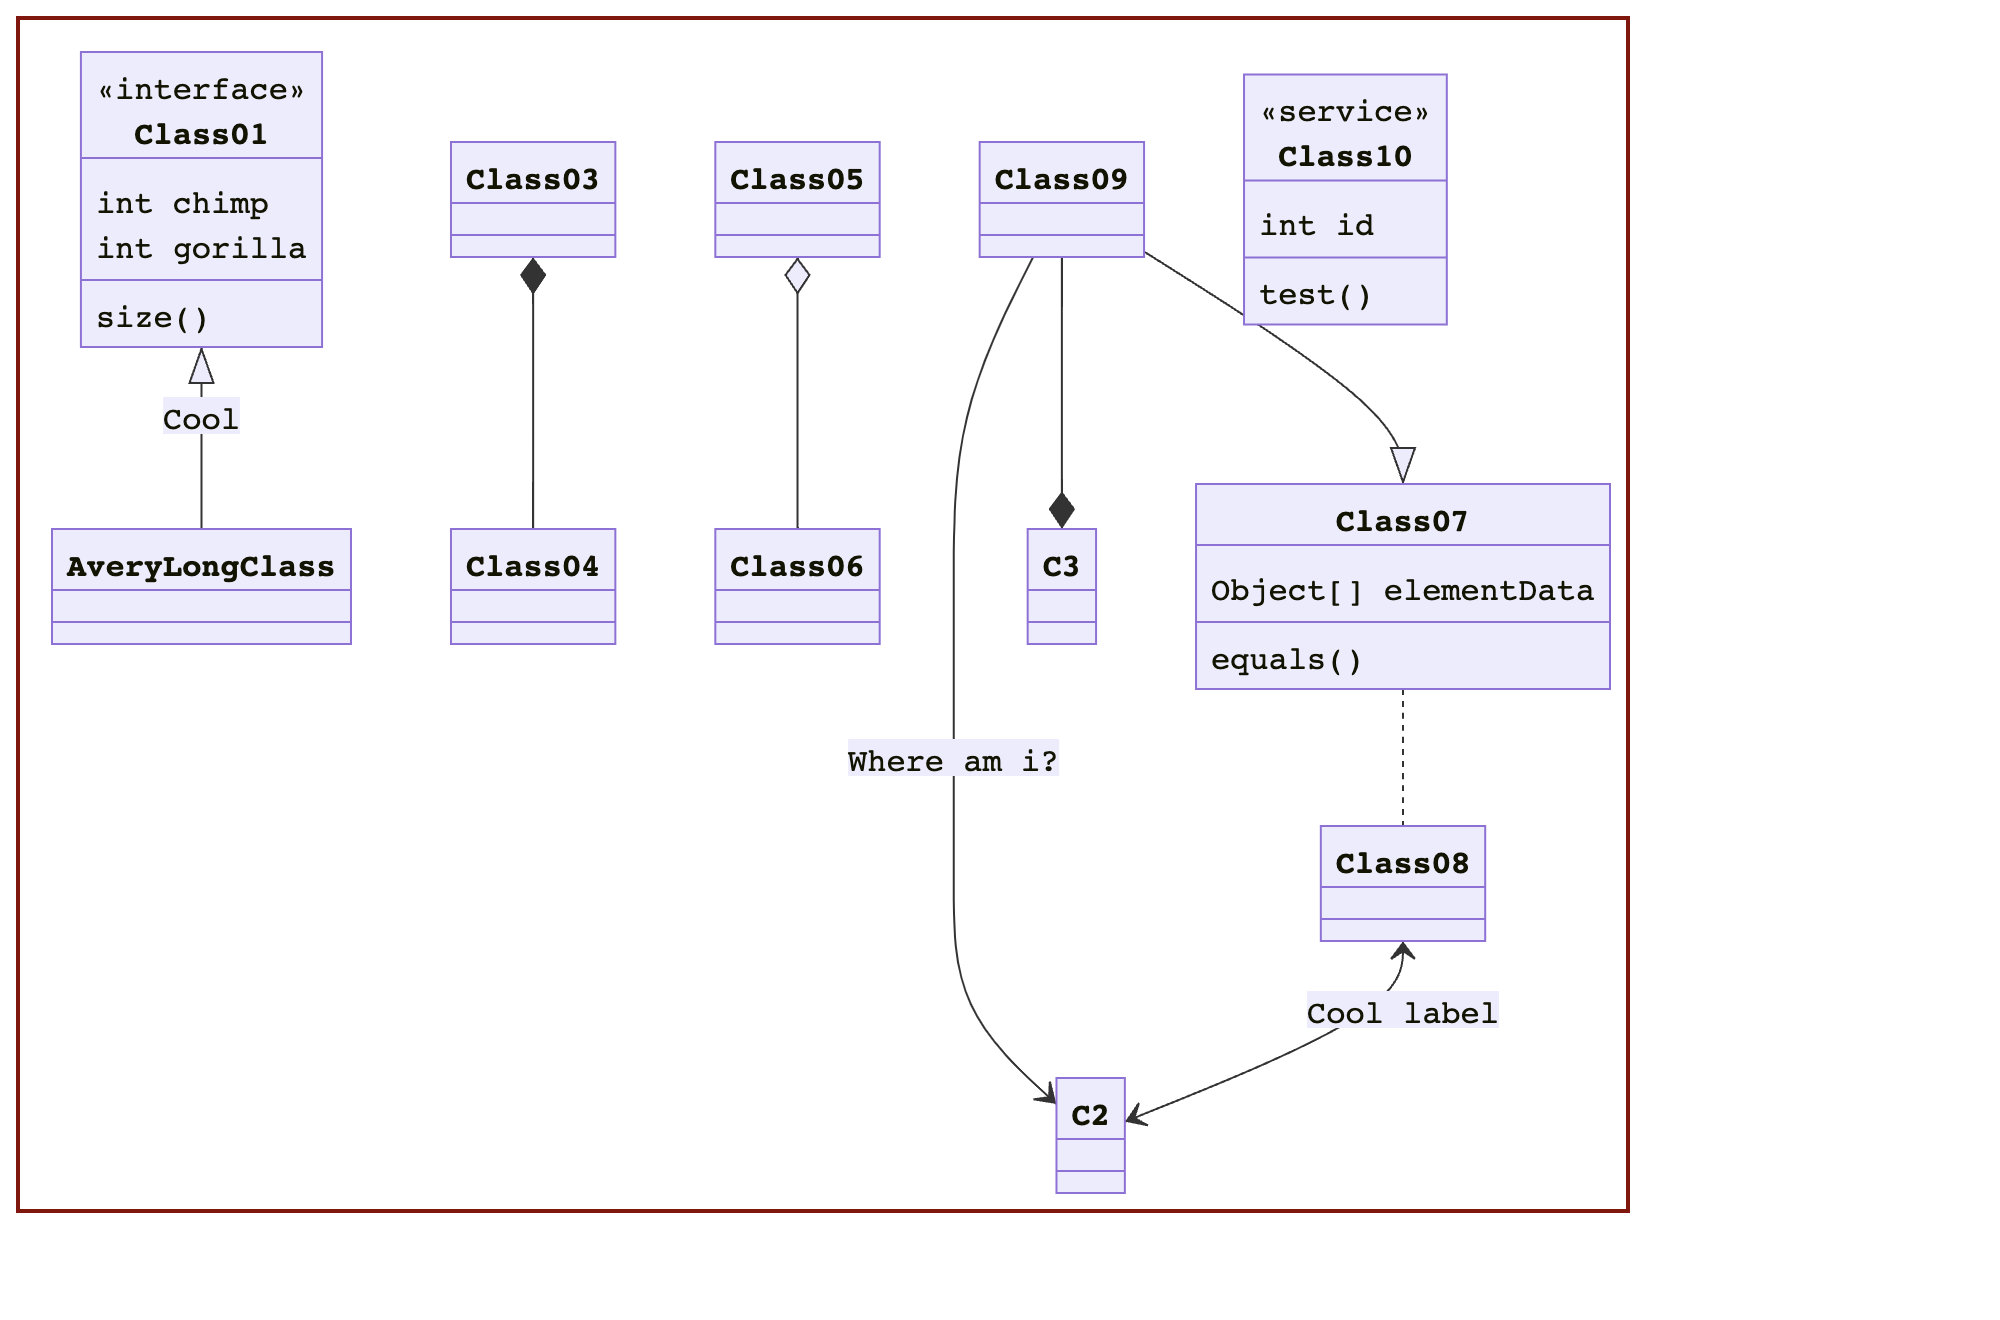 «interface»
Class01
int chimp
int gorilla
size()
Cool
AveryLongClass
Class03
Class04
Class05
Class06
Class09
C3
Where am i?
«service»
Class10
int id
test()
Class07
Object[] elementData
equals()
Class08
Cool label
C2